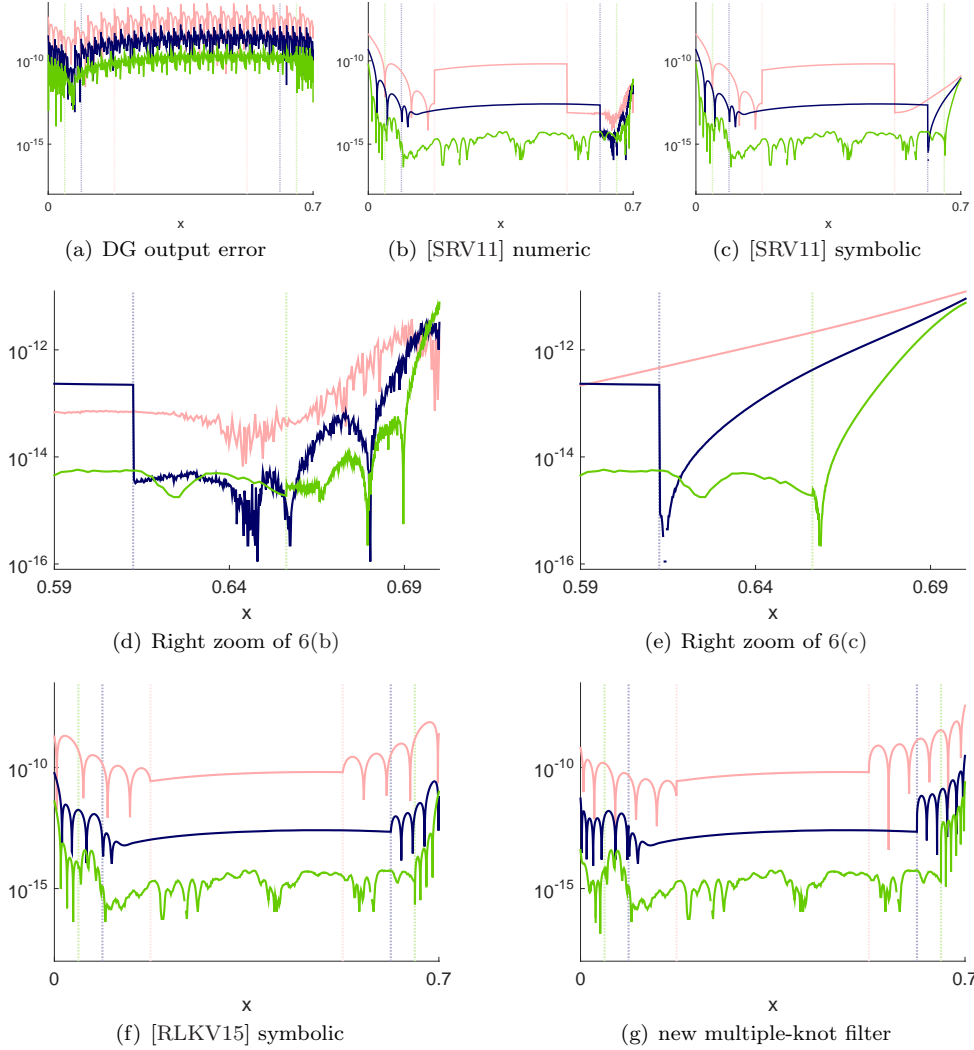 10⁻¹⁰
10⁻¹⁵
0
0.7
x
(a) DG output error
10⁻¹⁰
10⁻¹⁵
0
0.7
x
(b) [SRV11] numeric
10⁻¹⁰
10⁻¹⁵
0
0.7
x
(c) [SRV11] symbolic
10⁻¹²
10⁻¹⁴
10⁻¹⁶
0.59
0.64
0.69
x
(d) Right zoom of 6(b)
10⁻¹²
10⁻¹⁴
10⁻¹⁶
0.59
0.64
0.69
x
(e) Right zoom of 6(c)
10⁻¹⁰
10⁻¹⁵
0
0.7
x
(f) [RLKV15] symbolic
10⁻¹⁰
10⁻¹⁵
0
0.7
x
(g) new multiple-knot filter